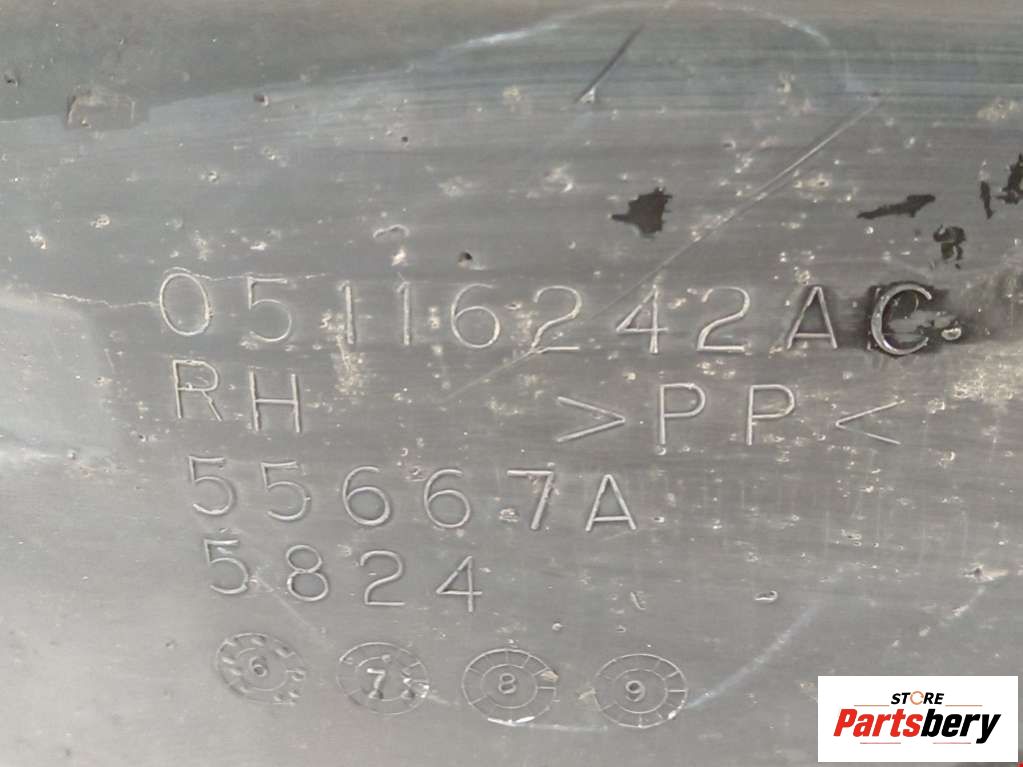 05116242AC
RH >PP<
55667A
5824
6 7 8 9
STORE
Partsbery